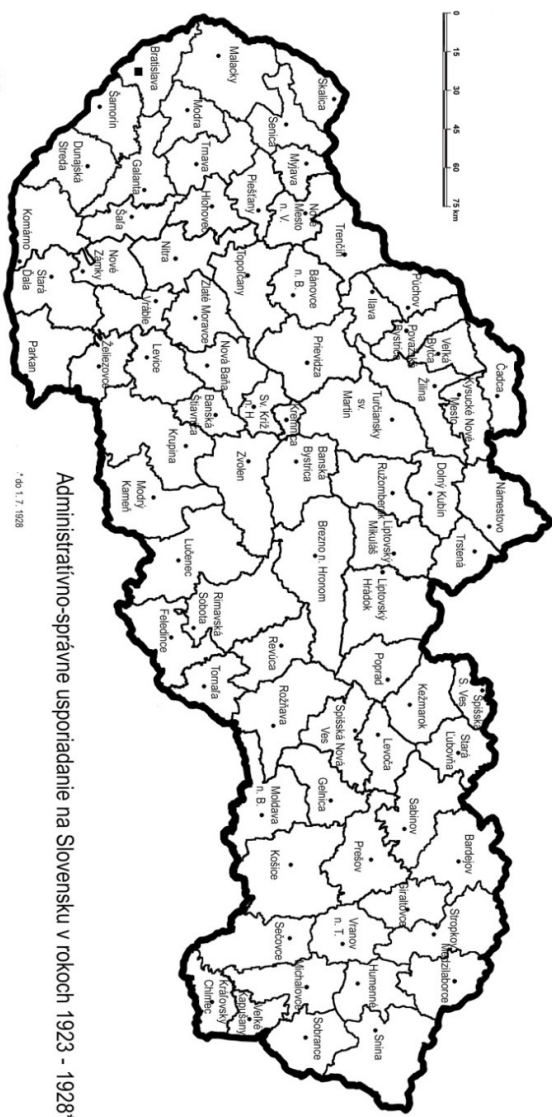 0 15 30 45 60 75 km
Skalica
Malacky
Senica
Myjava
Bratislava
Modra
Šamorín
Trnava
Piešťany
Nové
Mesto
n. V.
Trenčín
Dunajská
Streda
Galanta
Hlohovec
Šaľa
Nitra
Topoľčany
Bánovce
n. B.
Ilava
Púchov
Považská
Bystrica
Veľká
Bytča
Čadca
Kysucké Nové
Mesto
Žilina
Komárno
Stará
Ďala
Nové
Zámky
Vráble
Zlaté Moravce
Prievidza
Turčiansky
sv.
Martin
Parkan
Želiezovce
Levice
Nová Baňa
Sv. Kríž
n. H.
Kremnica
Banská
Štiavnica
Krupina
Zvolen
Banská
Bystrica
Ružomberok
Dolný Kubín
Námestovo
Trstená
Modrý
Kameň
Lučenec
Brezno n. Hronom
Liptovský
Mikuláš
Liptovský
Hrádok
Rimavská
Sobota
Feledince
Tornaľa
Revúca
Poprad
Kežmarok
Spišská
S. Ves
Stará
Ľubovňa
Rožňava
Spišská Nová
Ves
Levoča
Gelnica
Moldava
n. B.
Sabinov
Bardejov
Prešov
Košice
Giraltovce
Stropkov
Medzilaborce
Vranov
n. T.
Sečovce
Humenné
Michalovce
Snina
Sobrance
Veľké
Kapušany
Kráľovský
Chlmec
Administratívno-správne usporiadanie na Slovensku v rokoch 1923 - 1928*
* do 1. 7. 1928